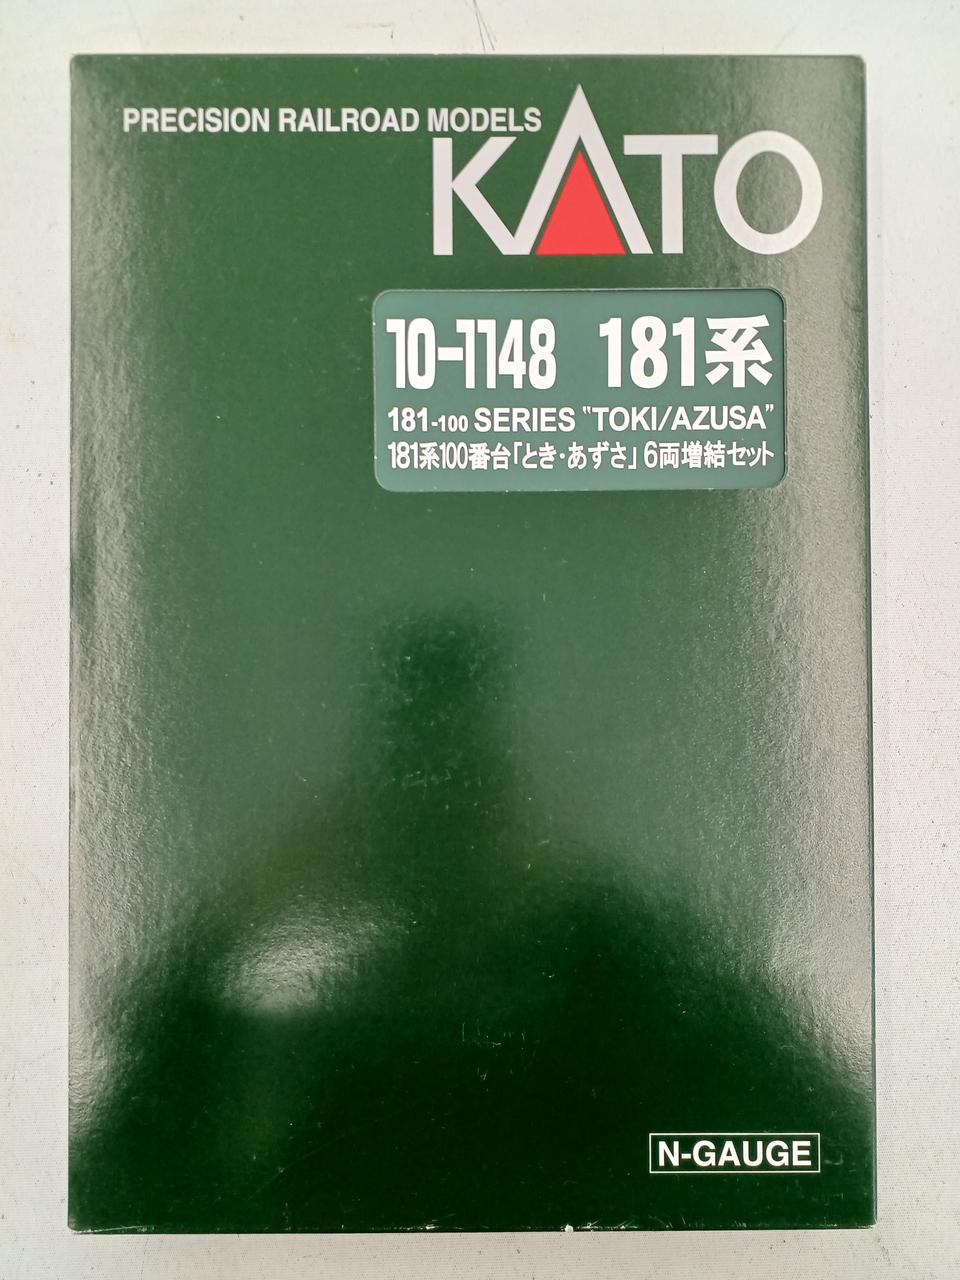 PRECISION RAILROAD MODELS
KATO
10-1148 181系
181-100 SERIES "TOKI/AZUSA"
181系100番台「とき・あずさ」6両増結セット
N-GAUGE